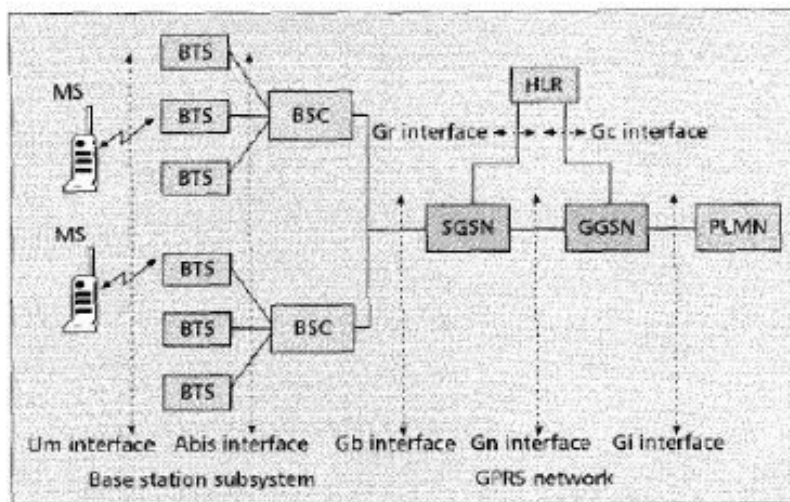 BTS
MS
BTS
BSC
BTS
HLR
Gr interface
Gc interface
SGSN
GGSN
PLMN
MS
BTS
BTS
BSC
BTS
Um interface
Abis interface
Gb interface
Gn interface
Gi interface
Base station subsystem
GPRS network